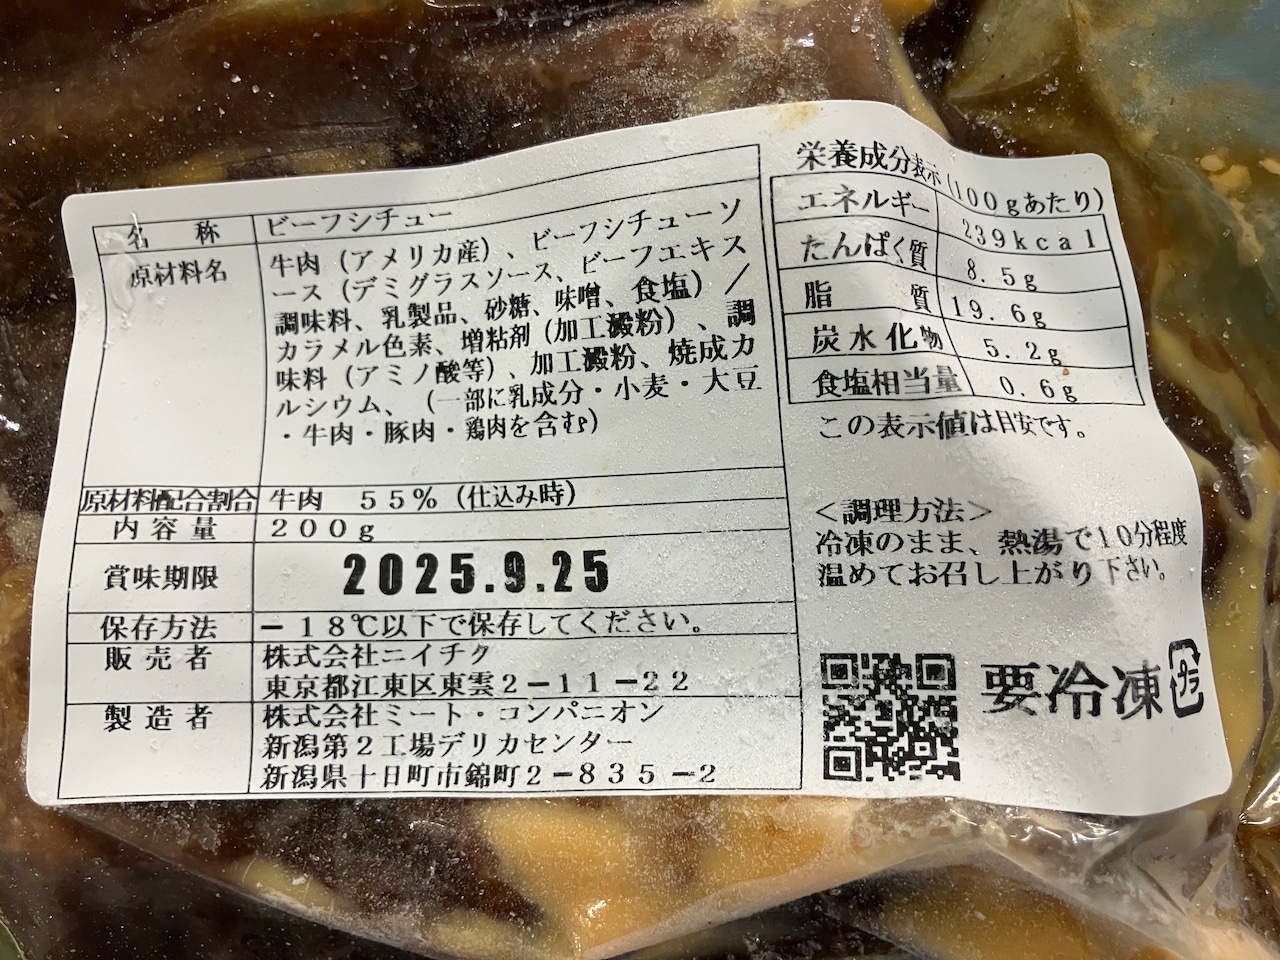 名 称 ビーフシチュー
原材料名 牛肉（アメリカ産）、ビーフシチューソ
ース（デミグラスソース、ビーフエキス
調味料、乳製品、砂糖、味噌、食塩）／
カラメル色素、増粘剤（加工澱粉）、調
味料（アミノ酸等）、加工澱粉、焼成カ
ルシウム、（一部に乳成分・小麦・大豆
・牛肉・豚肉・鶏肉を含む）
原材料配合割合 牛肉 ５５％（仕込み時）
内容量 ２００ｇ
賞味期限 2025.9.25
保存方法 －１８℃以下で保存してください。
販売者 株式会社ニイチク
東京都江東区東雲２－１１－２２
製造者 株式会社ミート・コンパニオン
新潟第２工場デリカセンター
新潟県十日町市錦町２－８３５－２
栄養成分表示（100gあたり）
エネルギー 239kcal
たんぱく質 8.5g
脂質 19.6g
炭水化物 5.2g
食塩相当量 0.6g
この表示値は目安です。
＜調理方法＞
冷凍のまま、熱湯で10分程度
温めてお召し上がり下さい。
要冷凍 プラ